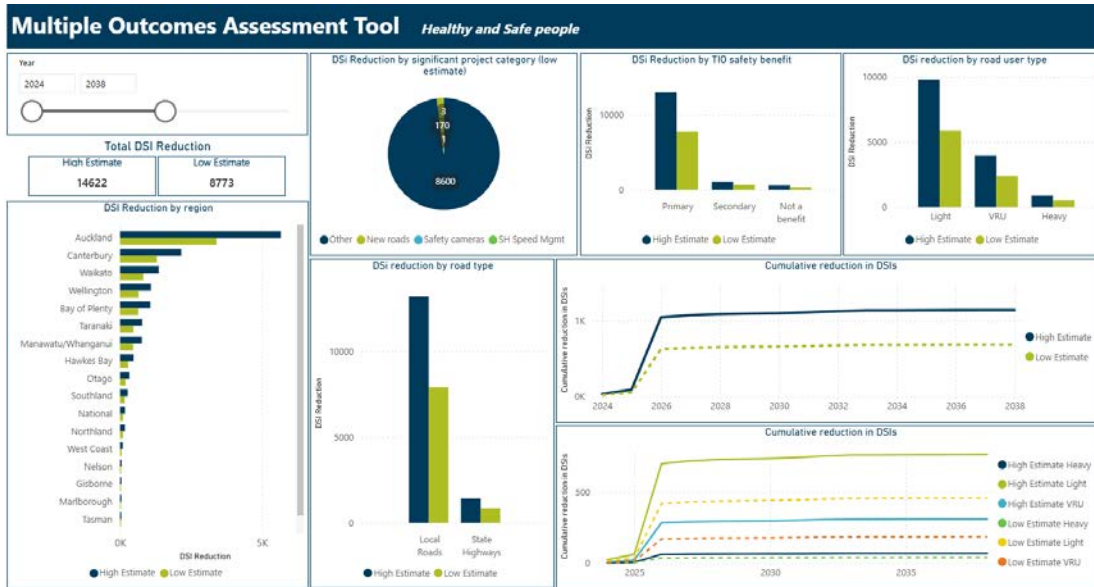 Multiple Outcomes Assessment Tool Healthy and Safe people
Year
2024 2038
Total DSI Reduction
High Estimate
14622
Low Estimate
8773
DSI Reduction by region
Auckland
Canterbury
Waikato
Wellington
Bay of Plenty
Taranaki
Manawatu/Whanganui
Hawkes Bay
Otago
Southland
National
Northland
West Coast
Nelson
Gisborne
Marlborough
Tasman
0K 5K
DSI Reduction
High Estimate Low Estimate
DSi Reduction by significant project category (low
estimate)
3
170
1
8600
Other New roads Safety cameras SH Speed Mgmt
DSi Reduction by TIO safety benefit
DSi Reduction
10000
0
Primary Secondary Not a
benefit
High Estimate Low Estimate
DSi reduction by road user type
DSi Reduction
10000
5000
0
Light VRU Heavy
High Estimate Low Estimate
DSi reduction by road type
DSI Reduction
10000
5000
0
Local
Roads
State
Highways
High Estimate Low Estimate
Cumulative reduction in DSIs
Cumulative reduction in DSIs
1K
0K
2024 2026 2028 2030 2032 2034 2036 2038
High Estimate
Low Estimate
Cumulative reduction in DSIs
Cumulative reduction in DSIs
500
0
2025 2030 2035
High Estimate Heavy
High Estimate Light
High Estimate VRU
Low Estimate Heavy
Low Estimate Light
Low Estimate VRU